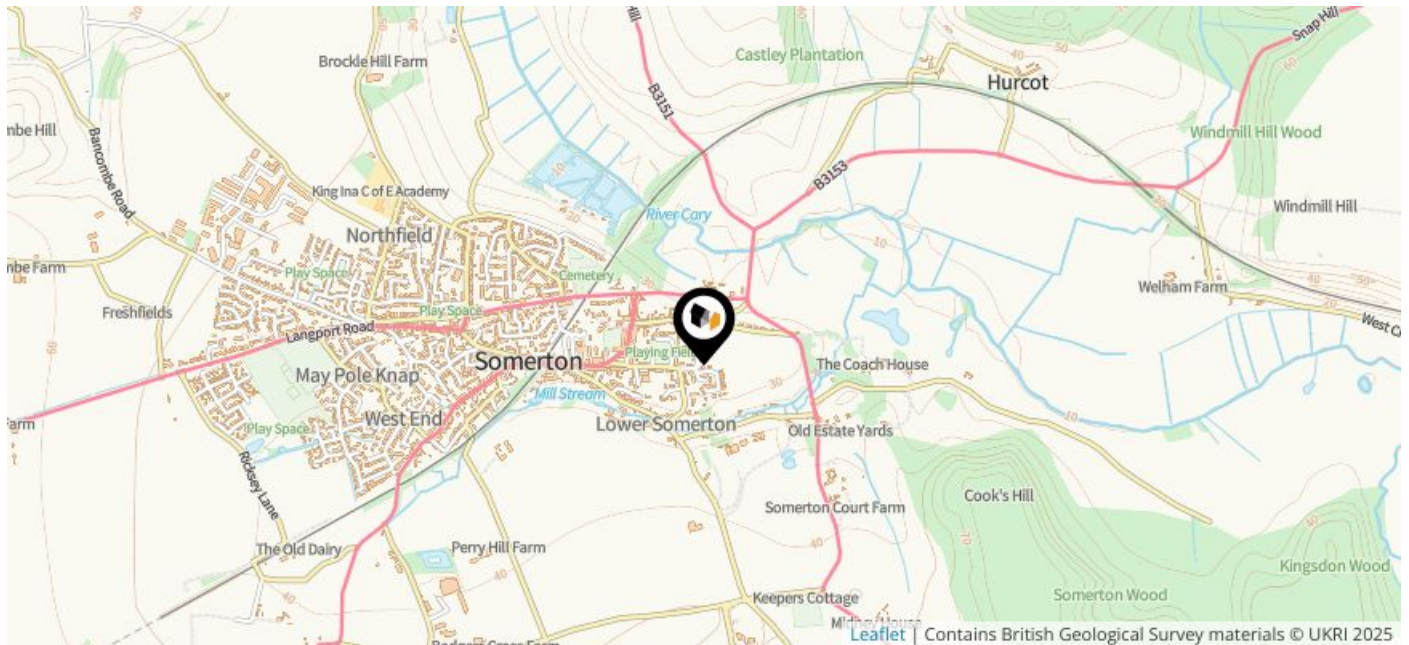 Hill
Snap Hill
Castley Plantation
Brockle Hill Farm
Hurcot
B3151
mbe Hill
Windmill Hill Wood
Bancombe Road
B3153
King Ina C of E Academy
River Cary
Windmill Hill
Northfield
mbe Farm
Play Space
Cemetery
Welham Farm
Freshfields
Play Space
West C
Langport Road
Somerton
Playing Field
The Coach House
May Pole Knap
Mill Stream
West End
Lower Somerton
Play Space
Old Estate Yards
Farm
Ricksey Lane
Cook's Hill
Somerton Court Farm
The Old Dairy
Perry Hill Farm
Kingsdon Wood
Somerton Wood
Keepers Cottage
Midney House
Leaflet | Contains British Geological Survey materials © UKRI 2025